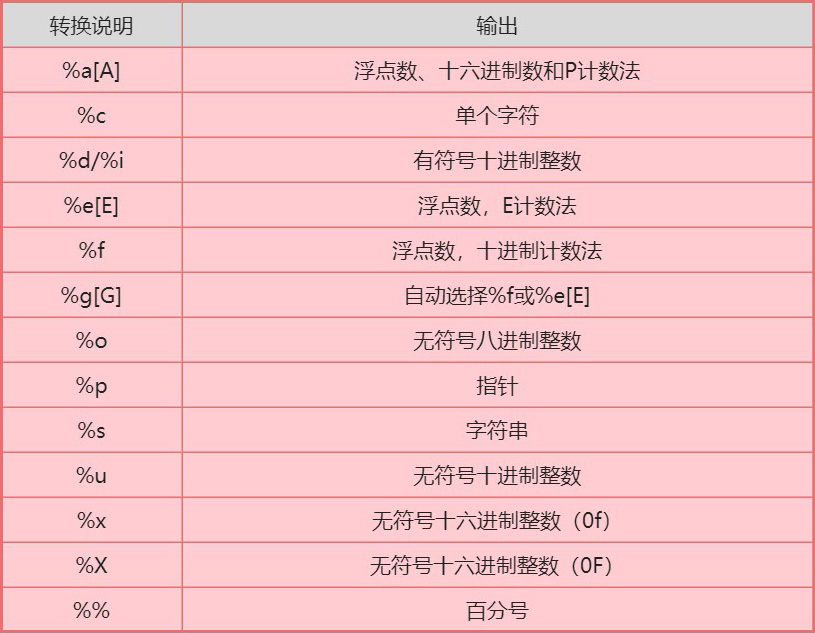 转换说明 输出
%a[A] 浮点数、十六进制数和P计数法
%c 单个字符
%d/%i 有符号十进制整数
%e[E] 浮点数，E计数法
%f 浮点数，十进制计数法
%g[G] 自动选择%f或%e[E]
%o 无符号八进制整数
%p 指针
%s 字符串
%u 无符号十进制整数
%x 无符号十六进制整数（0f）
%X 无符号十六进制整数（0F）
%% 百分号